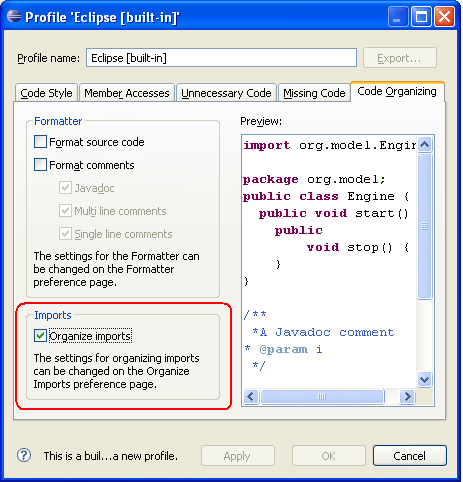 Profile 'Eclipse [built-in]'
Profile name: Eclipse [built-in] Export...
Code Style Member Accesses Unnecessary Code Missing Code Code Organizing
Formatter
Format source code
Format comments
Javadoc
Multi line comments
Single line comments
The settings for the Formatter can
be changed on the Formatter
preference page.
Imports
Organize imports
The settings for organizing imports
can be changed on the Organize
Imports preference page.
Preview:
import org.model.Engin
package org.model;
public class Engine {
public void start()
public
void stop() {
}
}
/**
*A Javadoc comment
* @param i
*/
? This is a buil...a new profile. Apply OK Cancel